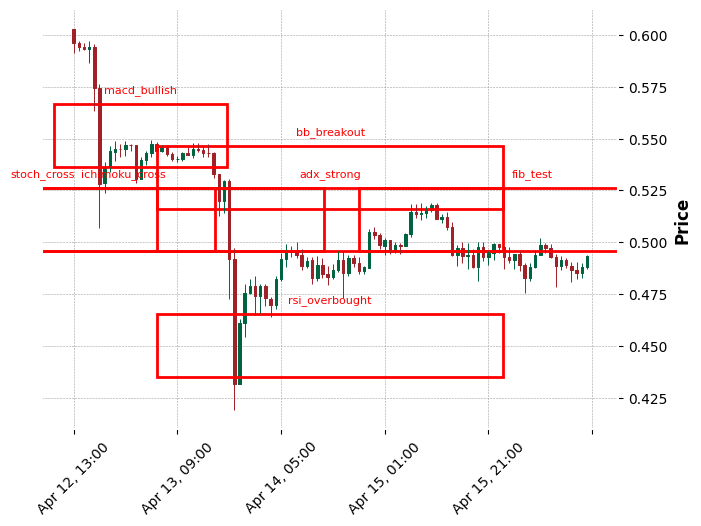 0.600
macd_bullish
0.575
bb_breakout
0.550
stoch_cross
ichimoku_cross
adx_strong
fib_test
0.525
Price
0.500
0.475
rsi_overbought
0.450
0.425
Apr 12, 13:00
Apr 13, 09:00
Apr 14, 05:00
Apr 15, 01:00
Apr 15, 21:00